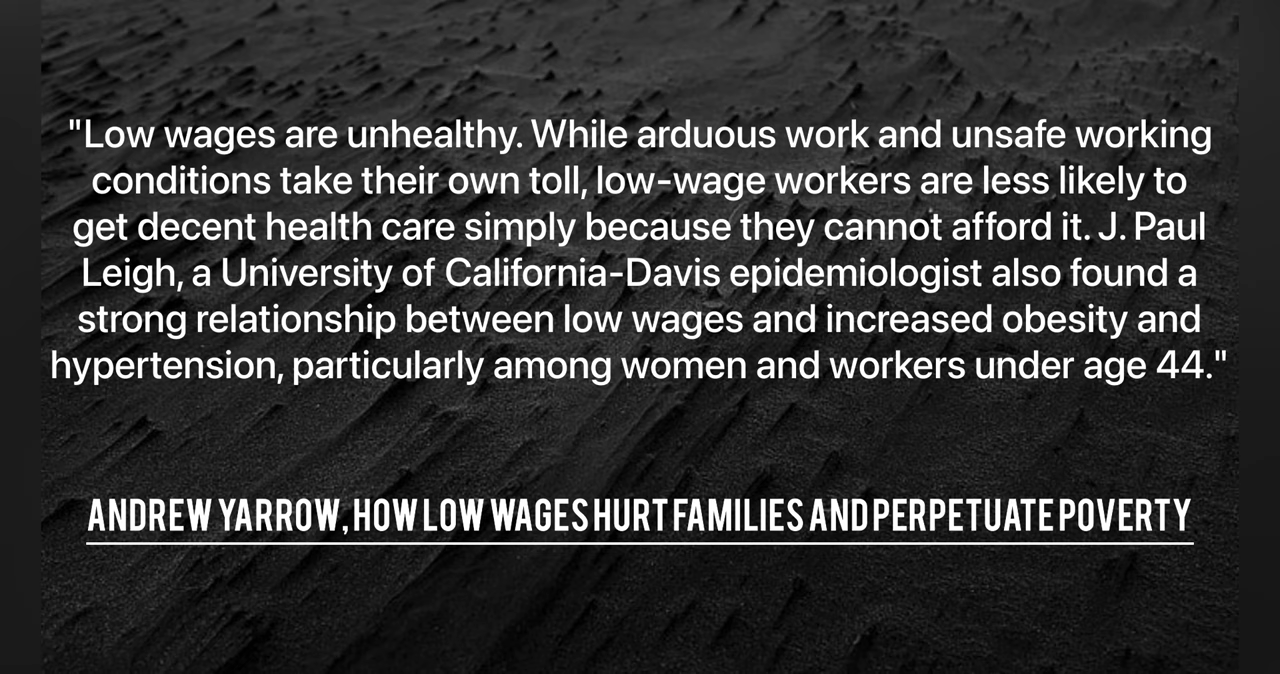 "Low wages are unhealthy. While arduous work and unsafe working
conditions take their own toll, low-wage workers are less likely to
get decent health care simply because they cannot afford it. J. Paul
Leigh, a University of California-Davis epidemiologist also found a
strong relationship between low wages and increased obesity and
hypertension, particularly among women and workers under age 44."
ANDREW YARROW, HOW LOW WAGES HURT FAMILIES AND PERPETUATE POVERTY